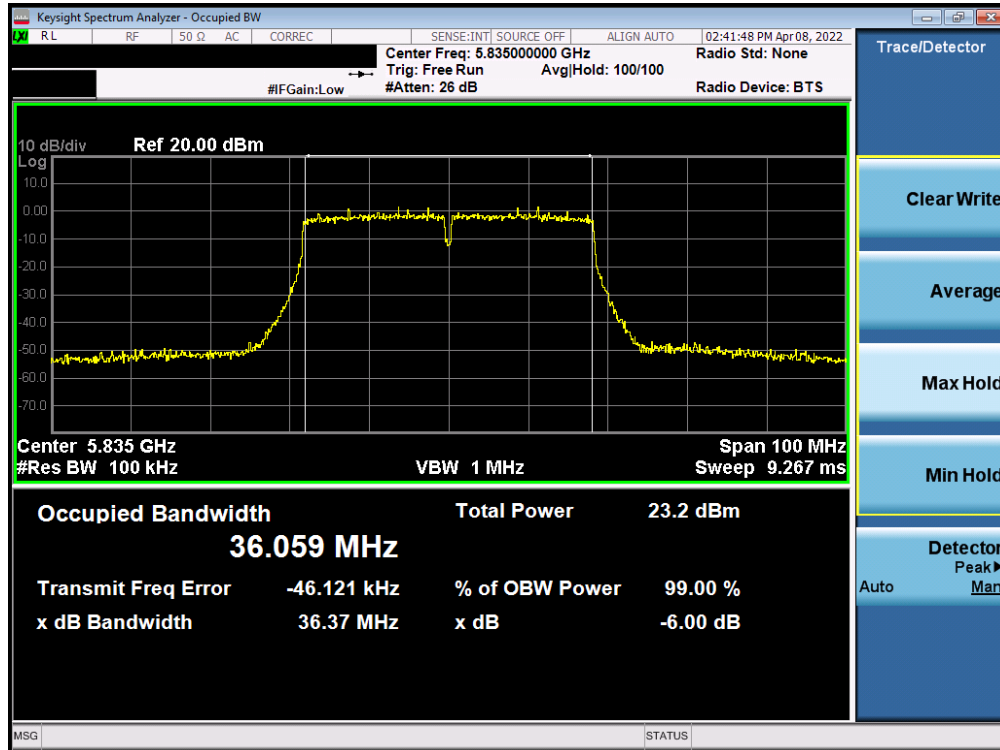 Keysight Spectrum Analyzer - Occupied BW
LXI RL RF 50 Ω AC CORREC SENSE:INT SOURCE OFF ALIGN AUTO 02:41:48 PM Apr 08, 2022
Center Freq: 5.835000000 GHz Radio Std: None
Trig: Free Run Avg|Hold: 100/100
#IFGain:Low #Atten: 26 dB Radio Device: BTS
10 dB/div Ref 20.00 dBm
Log
10.0
0.00
-10.0
-20.0
-30.0
-40.0
-50.0
-60.0
-70.0
Center 5.835 GHz Span 100 MHz
#Res BW 100 kHz VBW 1 MHz Sweep 9.267 ms
Occupied Bandwidth Total Power 23.2 dBm
36.059 MHz
Transmit Freq Error -46.121 kHz % of OBW Power 99.00 %
x dB Bandwidth 36.37 MHz x dB -6.00 dB
MSG STATUS
Trace/Detector
Clear Write
Average
Max Hold
Min Hold
Detector
Peak▶
Auto Man